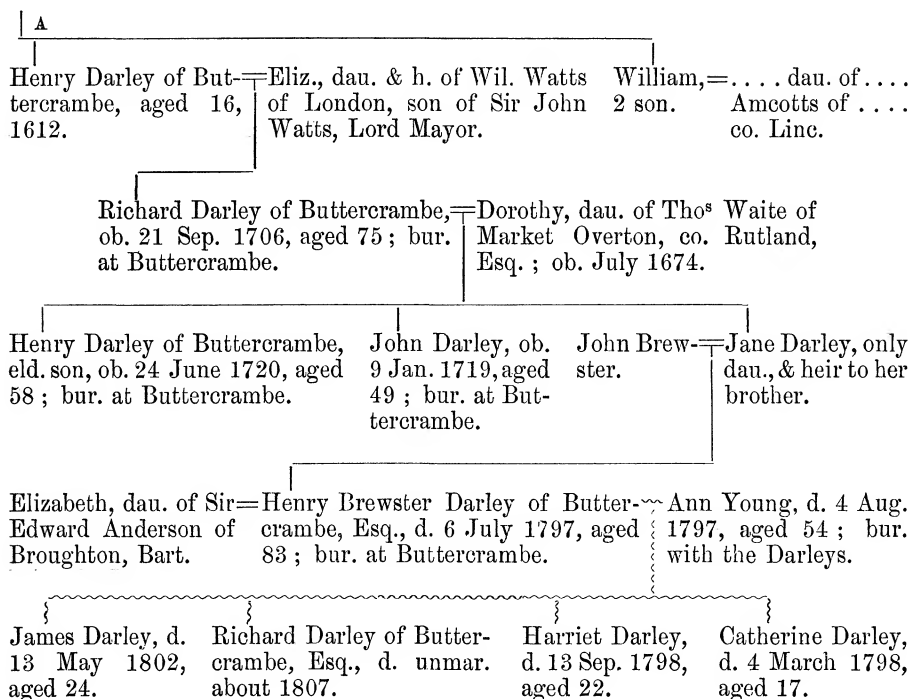 A
Henry Darley of But-
tercrambe, aged 16,
1612.
Eliz., dau. & h. of Wil. Watts
of London, son of Sir John
Watts, Lord Mayor.
William,
2 son.
.... dau. of ....
Amcotts of ....
co. Linc.
Richard Darley of Buttercrambe,
ob. 21 Sep. 1706, aged 75 ; bur.
at Buttercrambe.
Dorothy, dau. of Thoˢ Waite of
Market Overton, co. Rutland,
Esq. ; ob. July 1674.
Henry Darley of Buttercrambe,
eld. son, ob. 24 June 1720, aged
58 ; bur. at Buttercrambe.
John Darley, ob.
9 Jan. 1719, aged
49 ; bur. at But-
tercrambe.
John Brew-
ster.
Jane Darley, only
dau., & heir to her
brother.
Elizabeth, dau. of Sir
Edward Anderson of
Broughton, Bart.
Henry Brewster Darley of Butter-
crambe, Esq., d. 6 July 1797, aged
83 ; bur. at Buttercrambe.
Ann Young, d. 4 Aug.
1797, aged 54 ; bur.
with the Darleys.
James Darley, d.
13 May 1802,
aged 24.
Richard Darley of Butter-
crambe, Esq., d. unmar.
about 1807.
Harriet Darley,
d. 13 Sep. 1798,
aged 22.
Catherine Darley,
d. 4 March 1798,
aged 17.